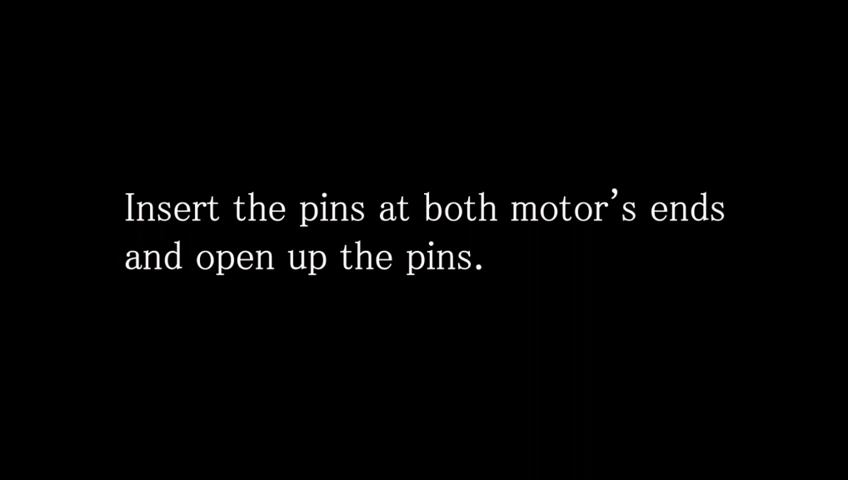 Insert the pins at both motor’s ends
and open up the pins.